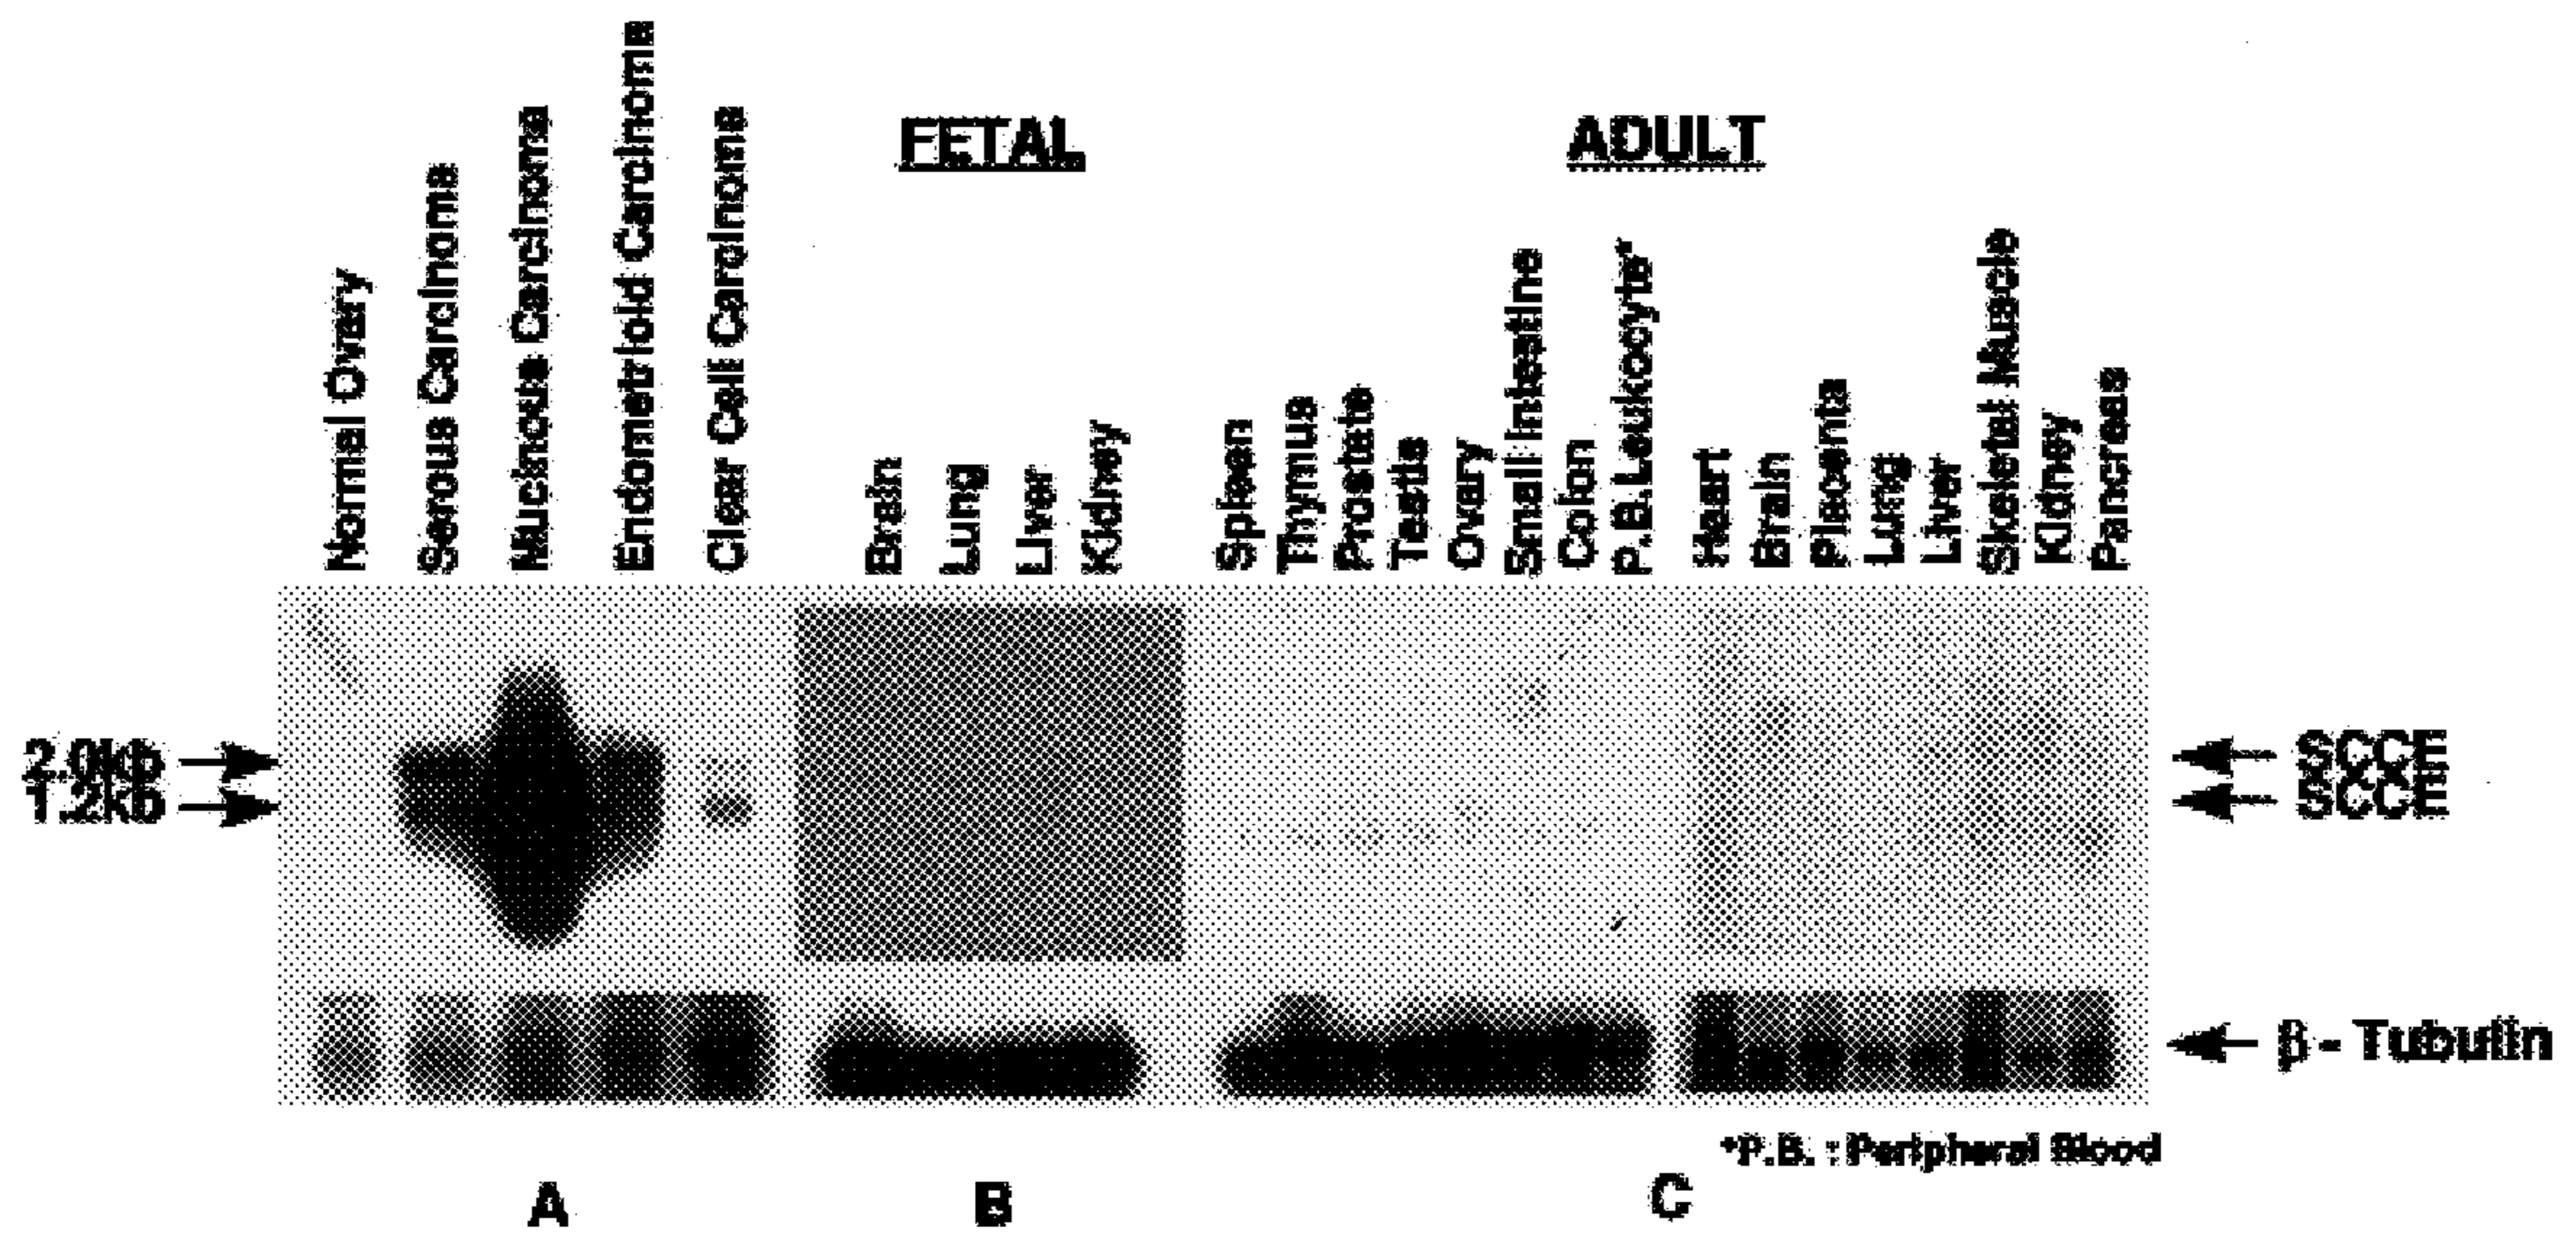 FETAL
ADULT
Normal Ovary
Serous Carcinoma
Mucinous Carcinoma
Endometrioid Carcinoma
Clear Cell Carcinoma
Brain
Lung
Liver
Kidney
Spleen
Thymus
Prostate
Testis
Ovary
Small Intestine
Colon
P.B.Leukocyte*
Heart
Brain
Placenta
Lung
Liver
Skeletal Muscle
Kidney
Pancreas
2.0kb
1.2kb
SCCE
SCCE
β - Tubulin
*P.B. : Peripheral Blood
A
B
C